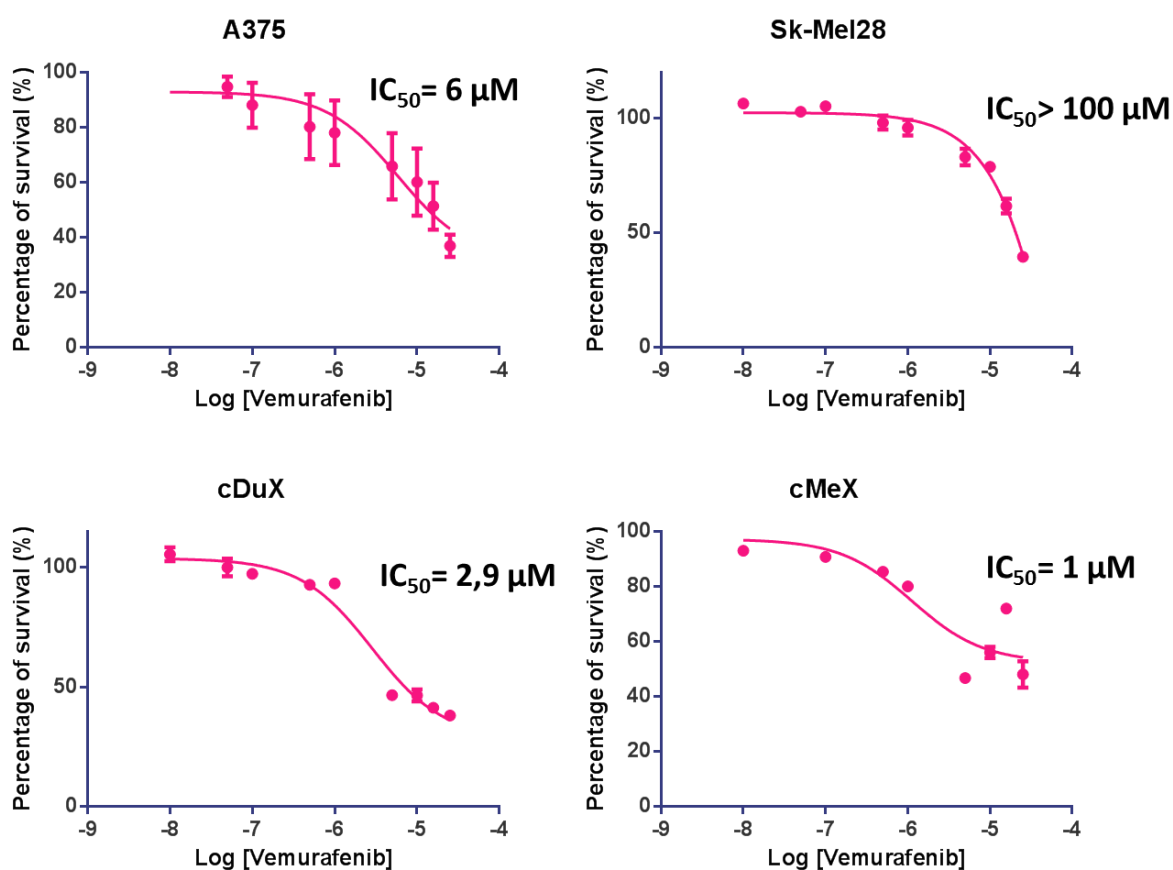 A375
Percentage of survival (%)
100
80
60
40
20
0
-9 -8 -7 -6 -5 -4
Log [Vemurafenib]
IC50= 6 µM
Sk-Mel28
Percentage of survival (%)
100
50
0
-9 -8 -7 -6 -5 -4
Log [Vemurafenib]
IC50> 100 µM
cDuX
Percentage of survival (%)
100
50
0
-9 -8 -7 -6 -5 -4
Log [Vemurafenib]
IC50= 2,9 µM
cMeX
Percentage of survival (%)
100
80
60
40
20
0
-9 -8 -7 -6 -5 -4
Log [Vemurafenib]
IC50= 1 µM